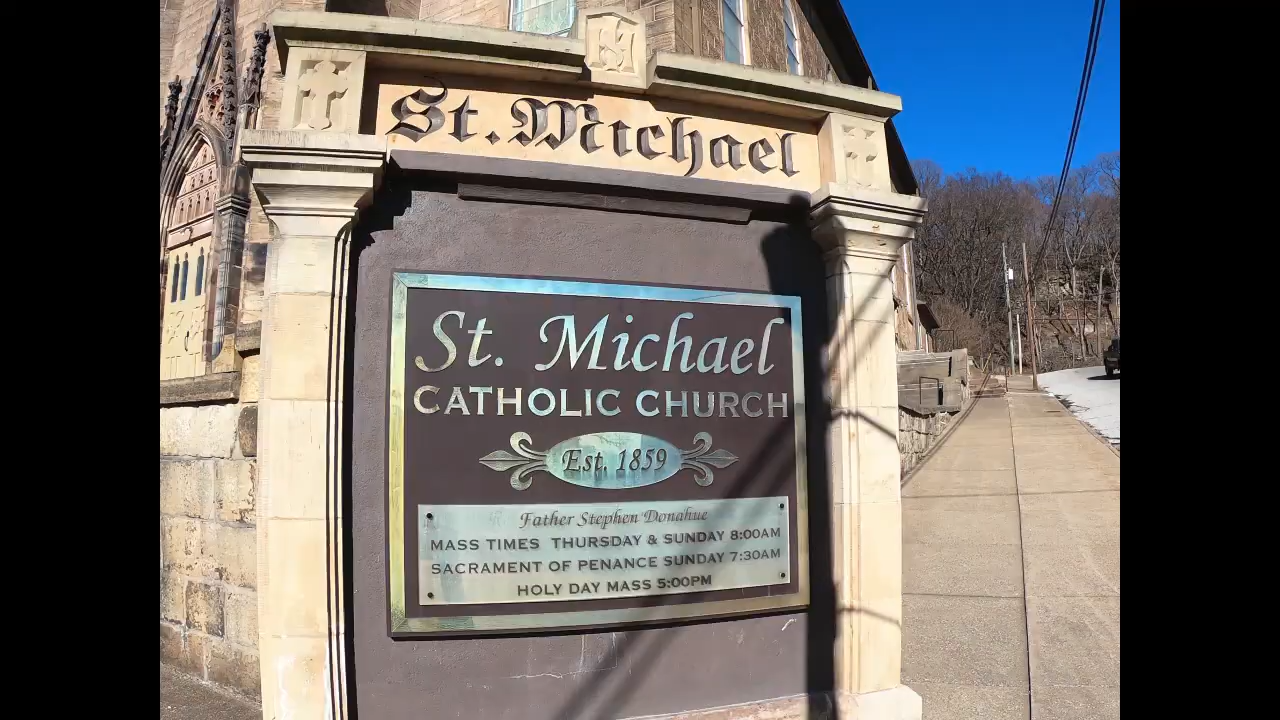 St. Michael
St. Michael
CATHOLIC CHURCH
Est. 1859
Father Stephen Donahue
MASS TIMES THURSDAY & SUNDAY 8:00AM
SACRAMENT OF PENANCE SUNDAY 7:30AM
HOLY DAY MASS 5:00PM